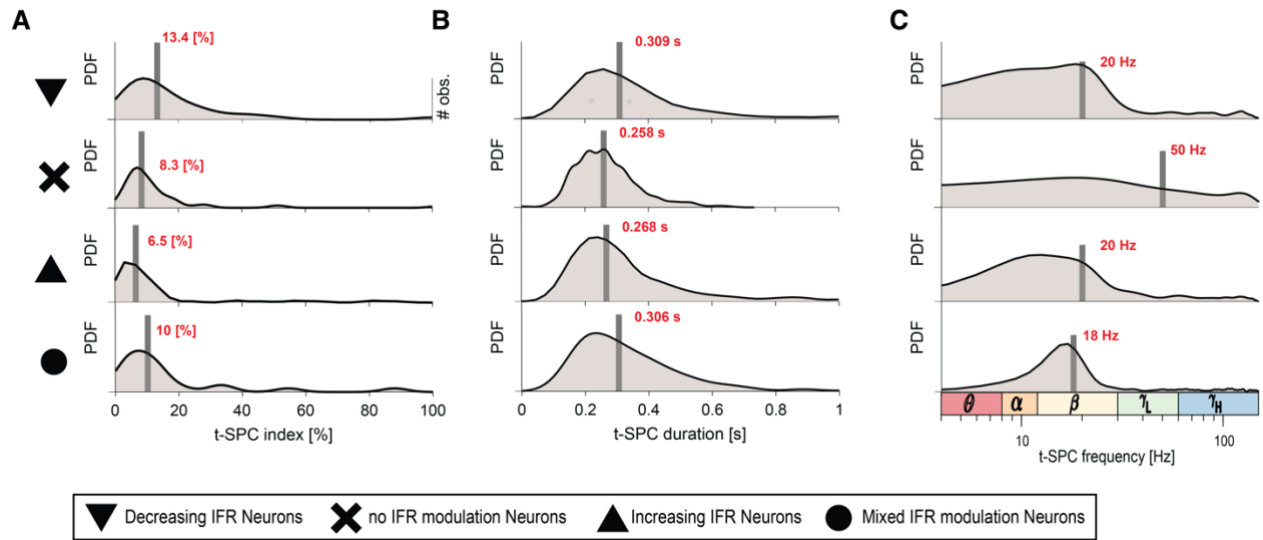 A
B
C
PDF
13.4 [%]
# obs.
PDF
0.309 s
PDF
20 Hz
PDF
8.3 [%]
PDF
0.258 s
PDF
50 Hz
PDF
6.5 [%]
PDF
0.268 s
PDF
20 Hz
PDF
10 [%]
PDF
0.306 s
PDF
18 Hz
θ α β γL γH
0 20 40 60 80 100
0 0.2 0.4 0.6 0.8 1
10 100
t-SPC index [%]
t-SPC duration [s]
t-SPC frequency [Hz]
Decreasing IFR Neurons
no IFR modulation Neurons
Increasing IFR Neurons
Mixed IFR modulation Neurons